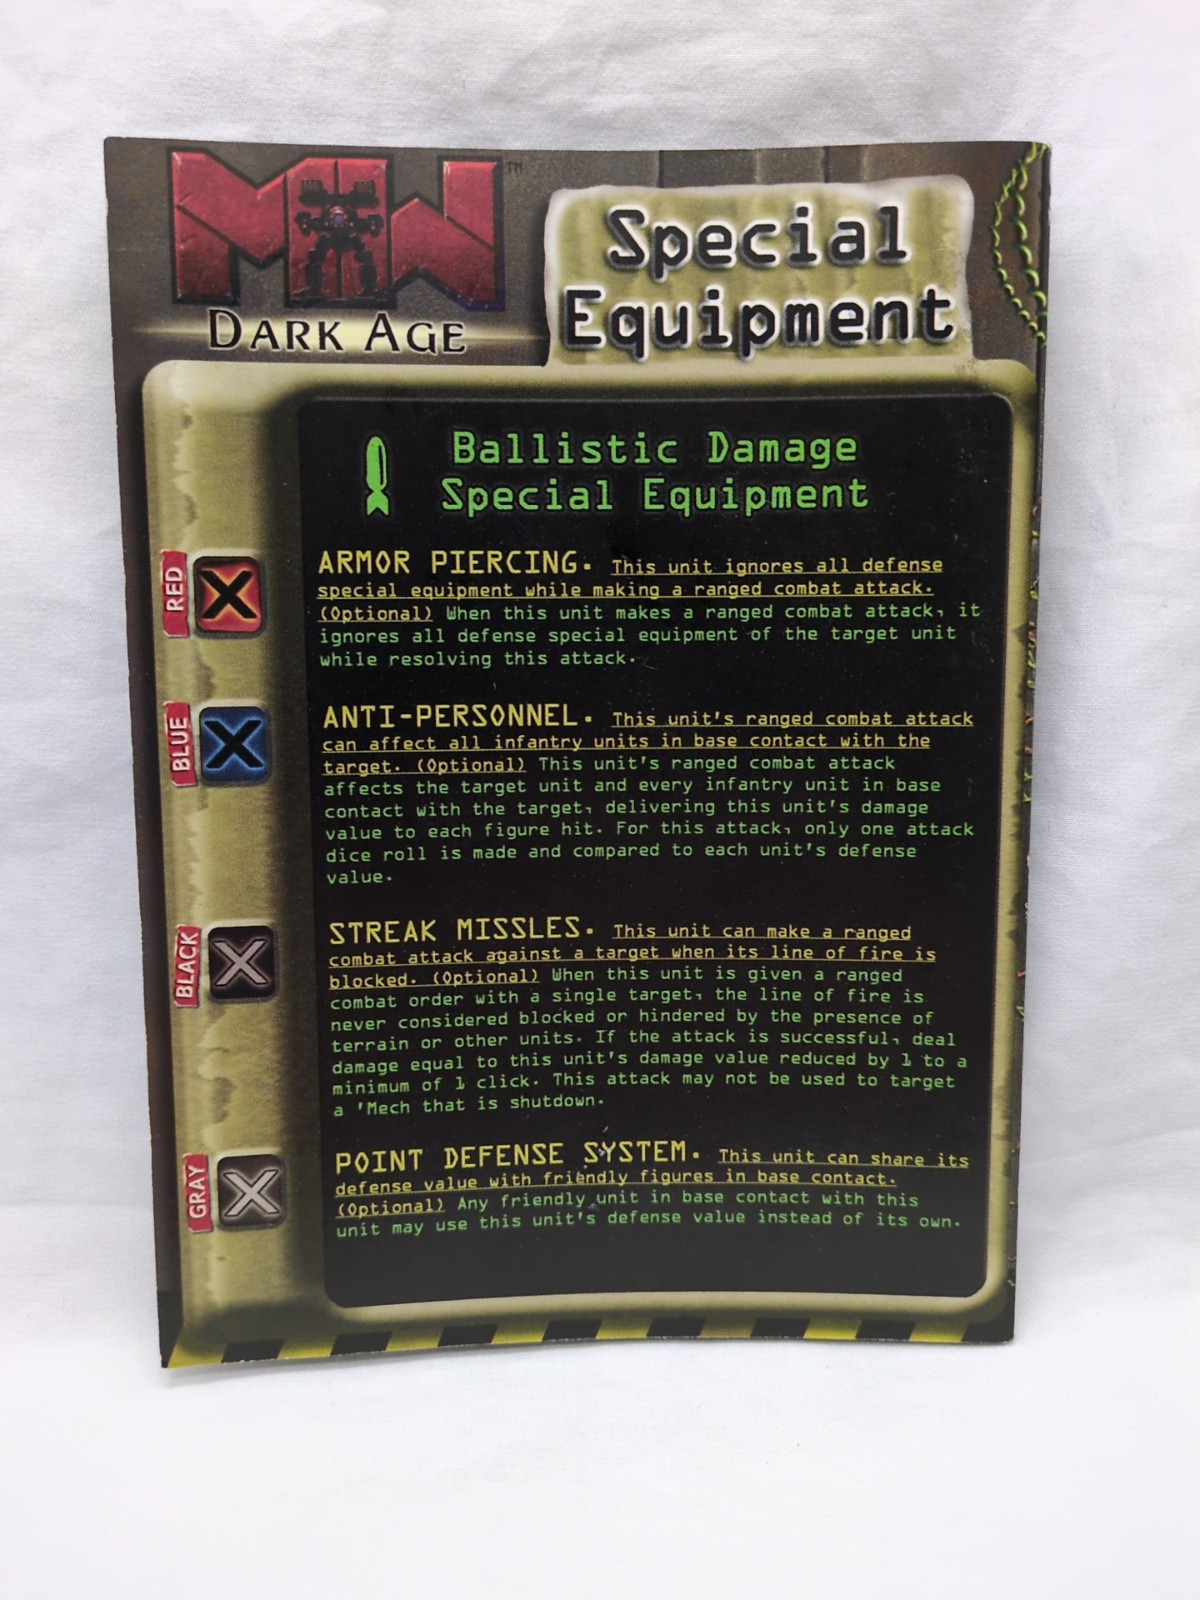 MW™
DARK AGE
Special
Equipment
Ballistic Damage
Special Equipment
RED
ARMOR PIERCING. This unit ignores all defense
special equipment while making a ranged combat attack.
(Optional) When this unit makes a ranged combat attack, it
ignores all defense special equipment of the target unit
while resolving this attack.
BLUE
ANTI-PERSONNEL. This unit's ranged combat attack
can affect all infantry units in base contact with the
target. (Optional) This unit's ranged combat attack
affects the target unit and every infantry unit in base
contact with the target, delivering this unit's damage
value to each figure hit. For this attack, only one attack
dice roll is made and compared to each unit's defense
value.
BLACK
STREAK MISSLES. This unit can make a ranged
combat attack against a target when its line of fire is
blocked. (Optional) When this unit is given a ranged
combat order with a single target, the line of fire is
never considered blocked or hindered by the presence of
terrain or other units. If the attack is successful, deal
damage equal to this unit's damage value reduced by 1 to a
minimum of 1 click. This attack may not be used to target
a 'Mech that is shutdown.
GRAY
POINT DEFENSE SYSTEM. This unit can share its
defense value with friendly figures in base contact.
(Optional) Any friendly unit in base contact with this
unit may use this unit's defense value instead of its own.